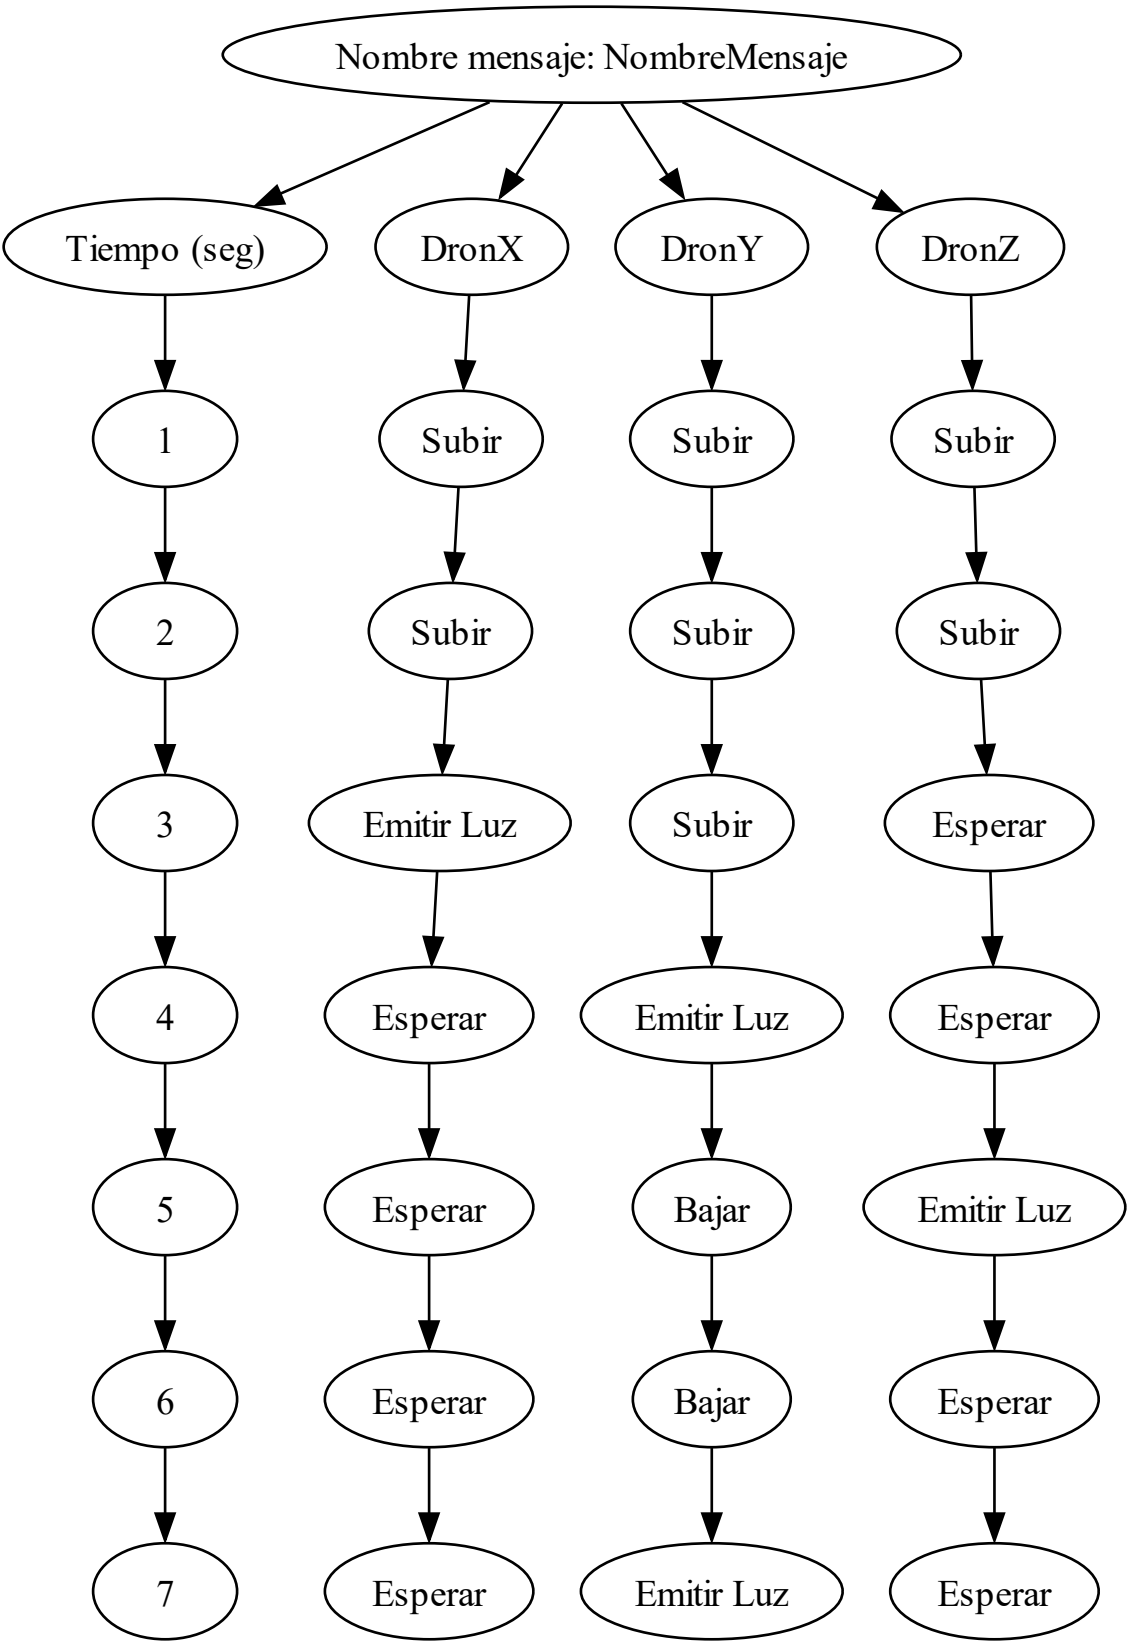 Nombre mensaje: NombreMensaje
Tiempo (seg) DronX DronY DronZ
1 Subir Subir Subir
2 Subir Subir Subir
3 Emitir Luz Subir Esperar
4 Esperar Emitir Luz Esperar
5 Esperar Bajar Emitir Luz
6 Esperar Bajar Esperar
7 Esperar Emitir Luz Esperar